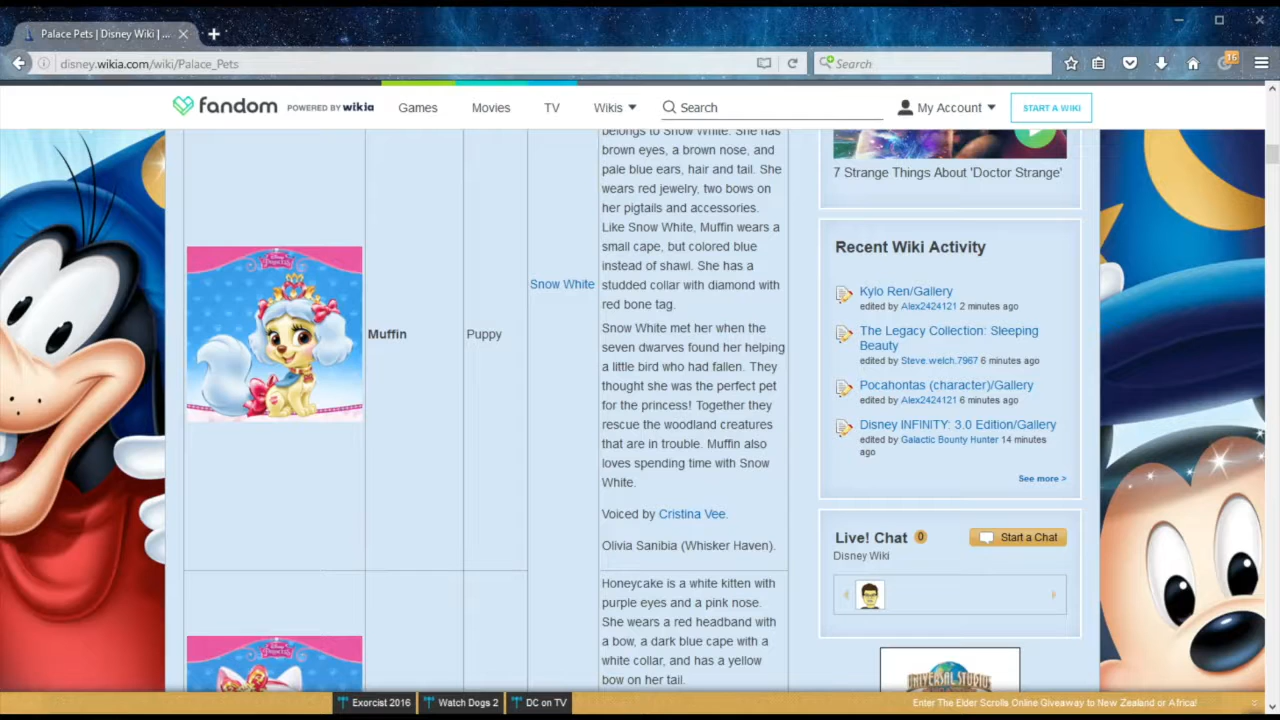 Palace Pets | Disney Wiki | ...
disney.wikia.com/wiki/Palace_Pets
Search
16
fandom POWERED BY wikia
Games
Movies
TV
Wikis
Search
My Account
START A WIKI
belongs to Snow White. She has
brown eyes, a brown nose, and
pale blue ears, hair and tail. She
wears red jewelry, two bows on
her pigtails and accessories.
Like Snow White, Muffin wears a
small cape, but colored blue
instead of shawl. She has a
studded collar with diamond with
red bone tag.
Muffin
Puppy
Snow White
Snow White met her when the
seven dwarves found her helping
a little bird who had fallen. They
thought she was the perfect pet
for the princess! Together they
rescue the woodland creatures
that are in trouble. Muffin also
loves spending time with Snow
White.
Voiced by Cristina Vee.
Olivia Sanibia (Whisker Haven).
Honeycake is a white kitten with
purple eyes and a pink nose.
She wears a red headband with
a bow, a dark blue cape with a
white collar, and has a yellow
bow on her tail.
7 Strange Things About 'Doctor Strange'
Recent Wiki Activity
Kylo Ren/Gallery
edited by Alex2424121 2 minutes ago
The Legacy Collection: Sleeping
Beauty
edited by Steve.welch.7967 6 minutes ago
Pocahontas (character)/Gallery
edited by Alex2424121 6 minutes ago
Disney INFINITY: 3.0 Edition/Gallery
edited by Galactic Bounty Hunter 14 minutes
ago
See more >
Live! Chat 0
Start a Chat
Disney Wiki
UNIVERSAL STUDIOS
Exorcist 2016
Watch Dogs 2
DC on TV
Enter The Elder Scrolls Online Giveaway to New Zealand or Africa!